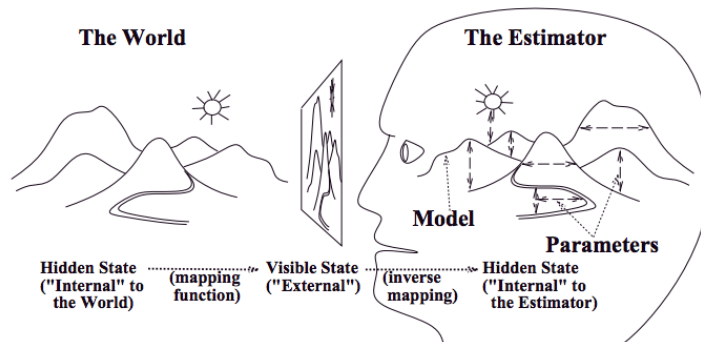 The World
The Estimator
Model
Parameters
Hidden State
("Internal" to
the World)
(mapping
function)
Visible State
("External")
(inverse
mapping)
Hidden State
("Internal" to
the Estimator)